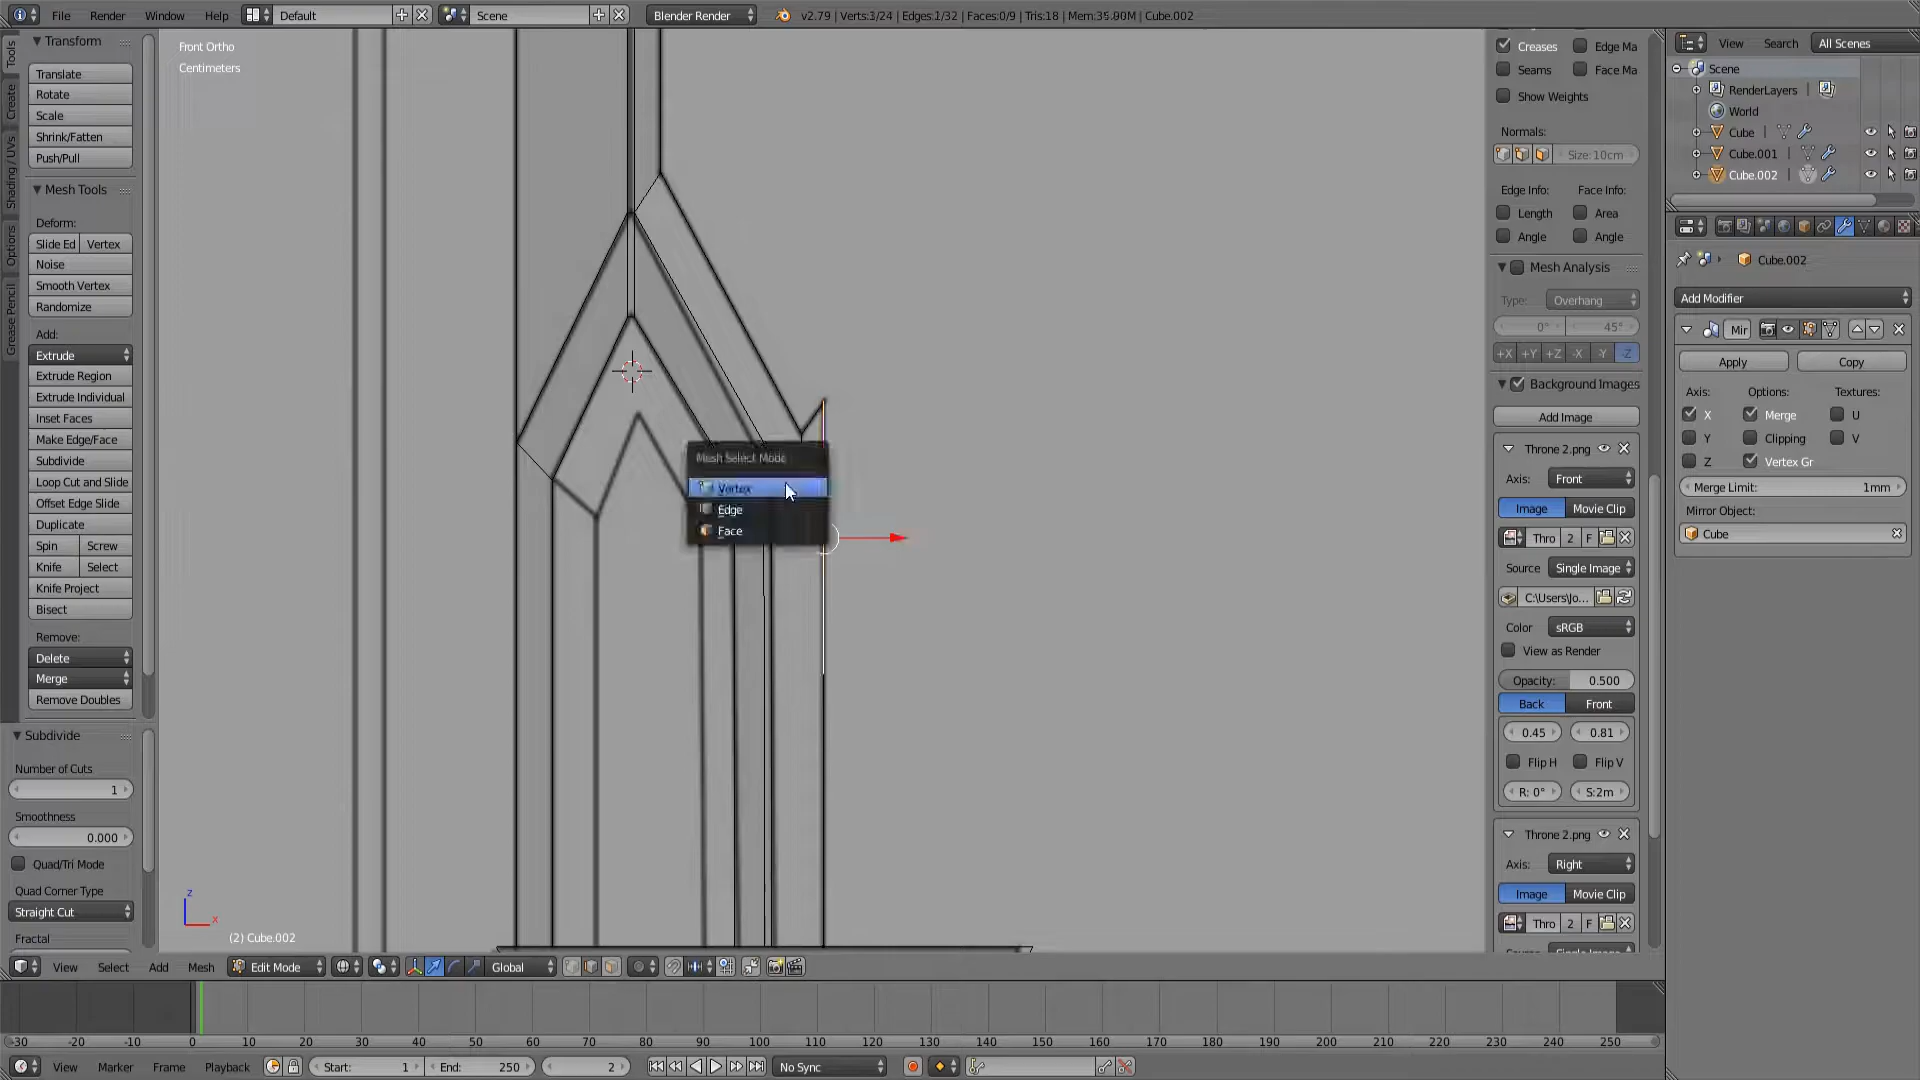 File Render Window Help Default Scene Blender Render v2.79 | Verts:3/24 | Edges:1/32 | Faces:0/9 | Tris:18 | Mem:35.90M | Cube.002
Tools
Create
Shading / UVs
Options
Grease Pencil
Transform
Translate
Rotate
Scale
Shrink/Fatten
Push/Pull
Mesh Tools
Deform:
Slide Ed Vertex
Noise
Smooth Vertex
Randomize
Add:
Extrude
Extrude Region
Extrude Individual
Inset Faces
Make Edge/Face
Subdivide
Loop Cut and Slide
Offset Edge Slide
Duplicate
Spin Screw
Knife Select
Knife Project
Bisect
Remove:
Delete
Merge
Remove Doubles
Subdivide
Number of Cuts
1
Smoothness
0.000
Quad/Tri Mode
Quad Corner Type
Straight Cut
Fractal
Front Ortho
Centimeters
Mesh Select Mode
Vertex
Edge
Face
z
x
(2) Cube.002
Creases Edge Ma
Seams Face Ma
Show Weights
Normals:
Size:10cm
Edge Info: Face Info:
Length Area
Angle Angle
Mesh Analysis
Type: Overhang
0° 45°
+X +Y +Z -X -Y -Z
Background Images
Add Image
Throne 2.png
Axis: Front
Image Movie Clip
Thro 2 F
Source Single Image
C:\Users\Jo...
Color sRGB
View as Render
Opacity: 0.500
Back Front
0.45 0.81
Flip H Flip V
R: 0° S:2m
Throne 2.png
Axis: Right
Image Movie Clip
Thro 2 F
View Search All Scenes
Scene
RenderLayers
World
Cube
Cube.001
Cube.002
Cube.002
Add Modifier
Mir
Apply Copy
Axis: Options: Textures:
X Merge U
Y Clipping V
Z Vertex Gr
Merge Limit: 1mm
Mirror Object:
Cube
View Select Add Mesh Edit Mode Global
-30 -20 -10 0 10 20 30 40 50 60 70 80 90 100 110 120 130 140 150 160 170 180 190 200 210 220 230 240 250
View Marker Frame Playback Start: 1 End: 250 2 No Sync